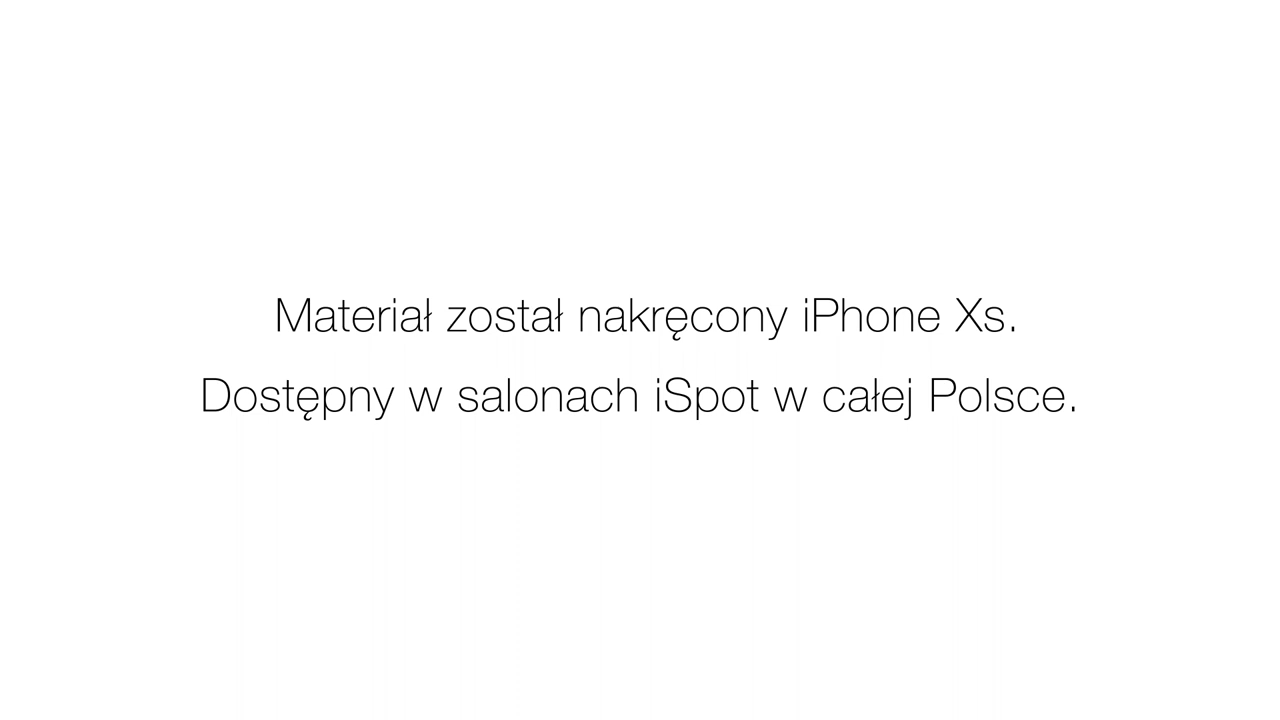 Materiał został nakręcony iPhone Xs.
Dostępny w salonach iSpot w całej Polsce.